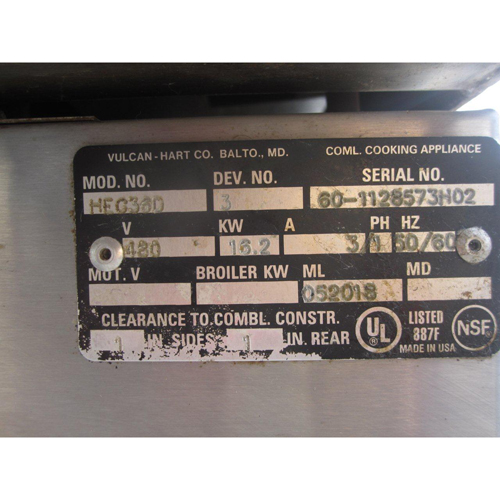 VULCAN-HART CO. BALTO., MD. COML. COOKING APPLIANCE
MOD. NO. DEV. NO. SERIAL NO.
HEG36D 3 60-1128573H02
V KW A PH HZ
480 16.2 3/1 50/60
MOT. V BROILER KW ML MD
052018
CLEARANCE TO COMBL. CONSTR.
1 IN. SIDES 1 IN. REAR
UL
LISTED
887F
MADE IN USA
NSF